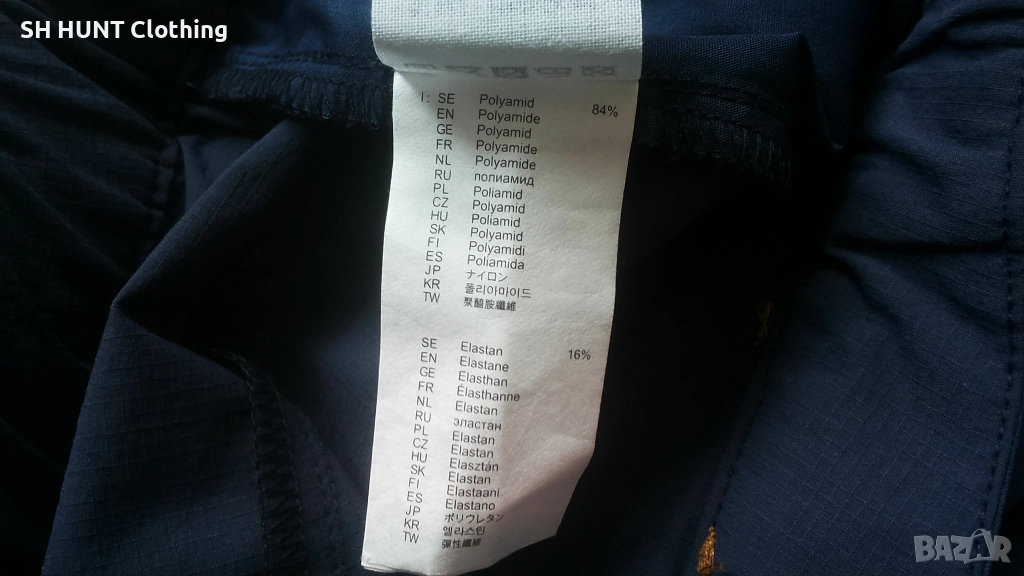 SH HUNT Clothing
I: SE Polyamid 84%
EN Polyamide
GE Polyamid
FR Polyamide
NL Polyamide
RU полиамид
PL Poliamid
CZ Polyamid
HU Poliamid
SK Polyamid
FI Polyamidi
ES Poliamida
JP ナイロン
KR 폴리아마이드
TW 聚醯胺纖維
SE Elastan 16%
EN Elastane
GE Elasthan
FR Élasthanne
NL Elastan
RU эластан
PL Elastan
CZ Elastan
HU Elasztán
SK Elastan
FI Elastaani
ES Elastano
JP ポリウレタン
KR 엘라스틴
TW 彈性纖維
BAZAR